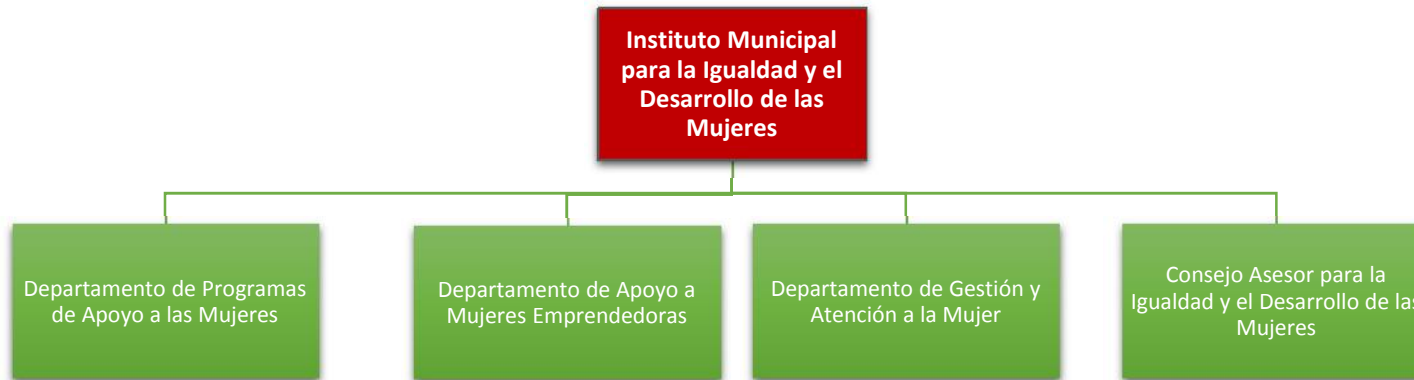 Instituto Municipal
para la Igualdad y el
Desarrollo de las
Mujeres
Departamento de Programas
de Apoyo a las Mujeres
Departamento de Apoyo a
Mujeres Emprendedoras
Departamento de Gestión y
Atención a la Mujer
Consejo Asesor para la
Igualdad y el Desarrollo de las
Mujeres